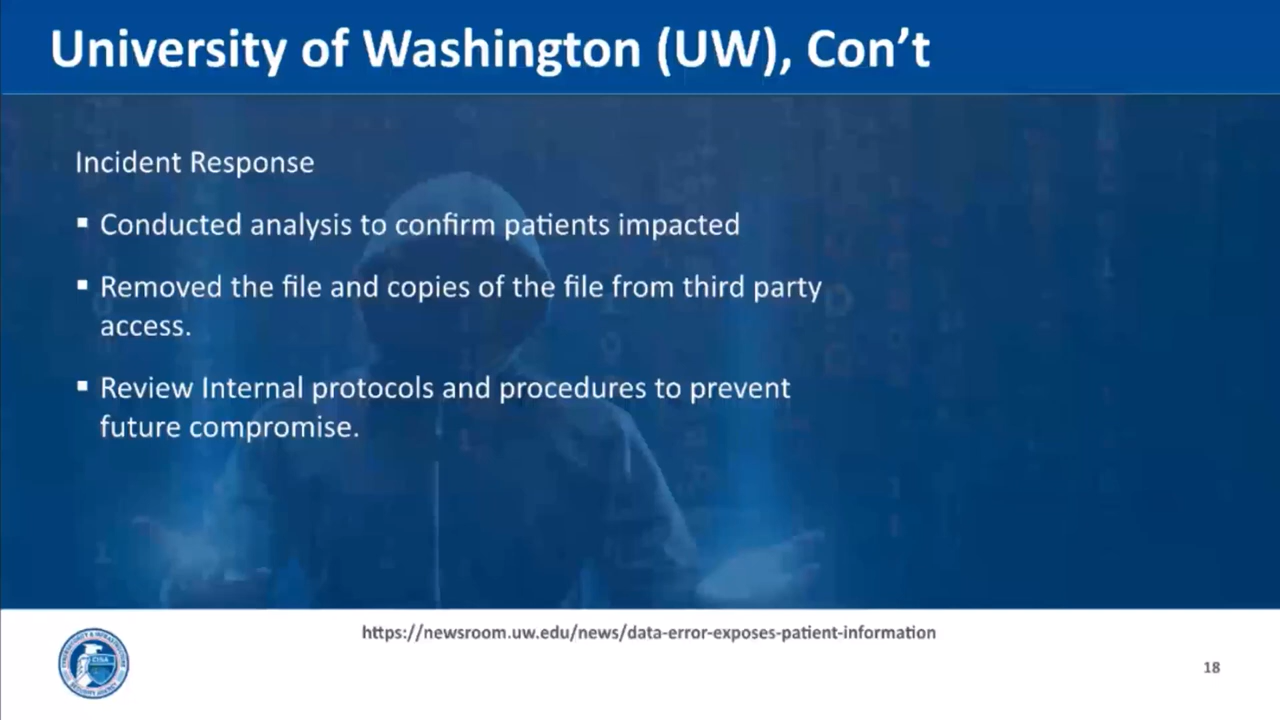 University of Washington (UW), Con’t
Incident Response
▪ Conducted analysis to confirm patients impacted
▪ Removed the file and copies of the file from third party
access.
▪ Review Internal protocols and procedures to prevent
future compromise.
https://newsroom.uw.edu/news/data-error-exposes-patient-information
CISA
18